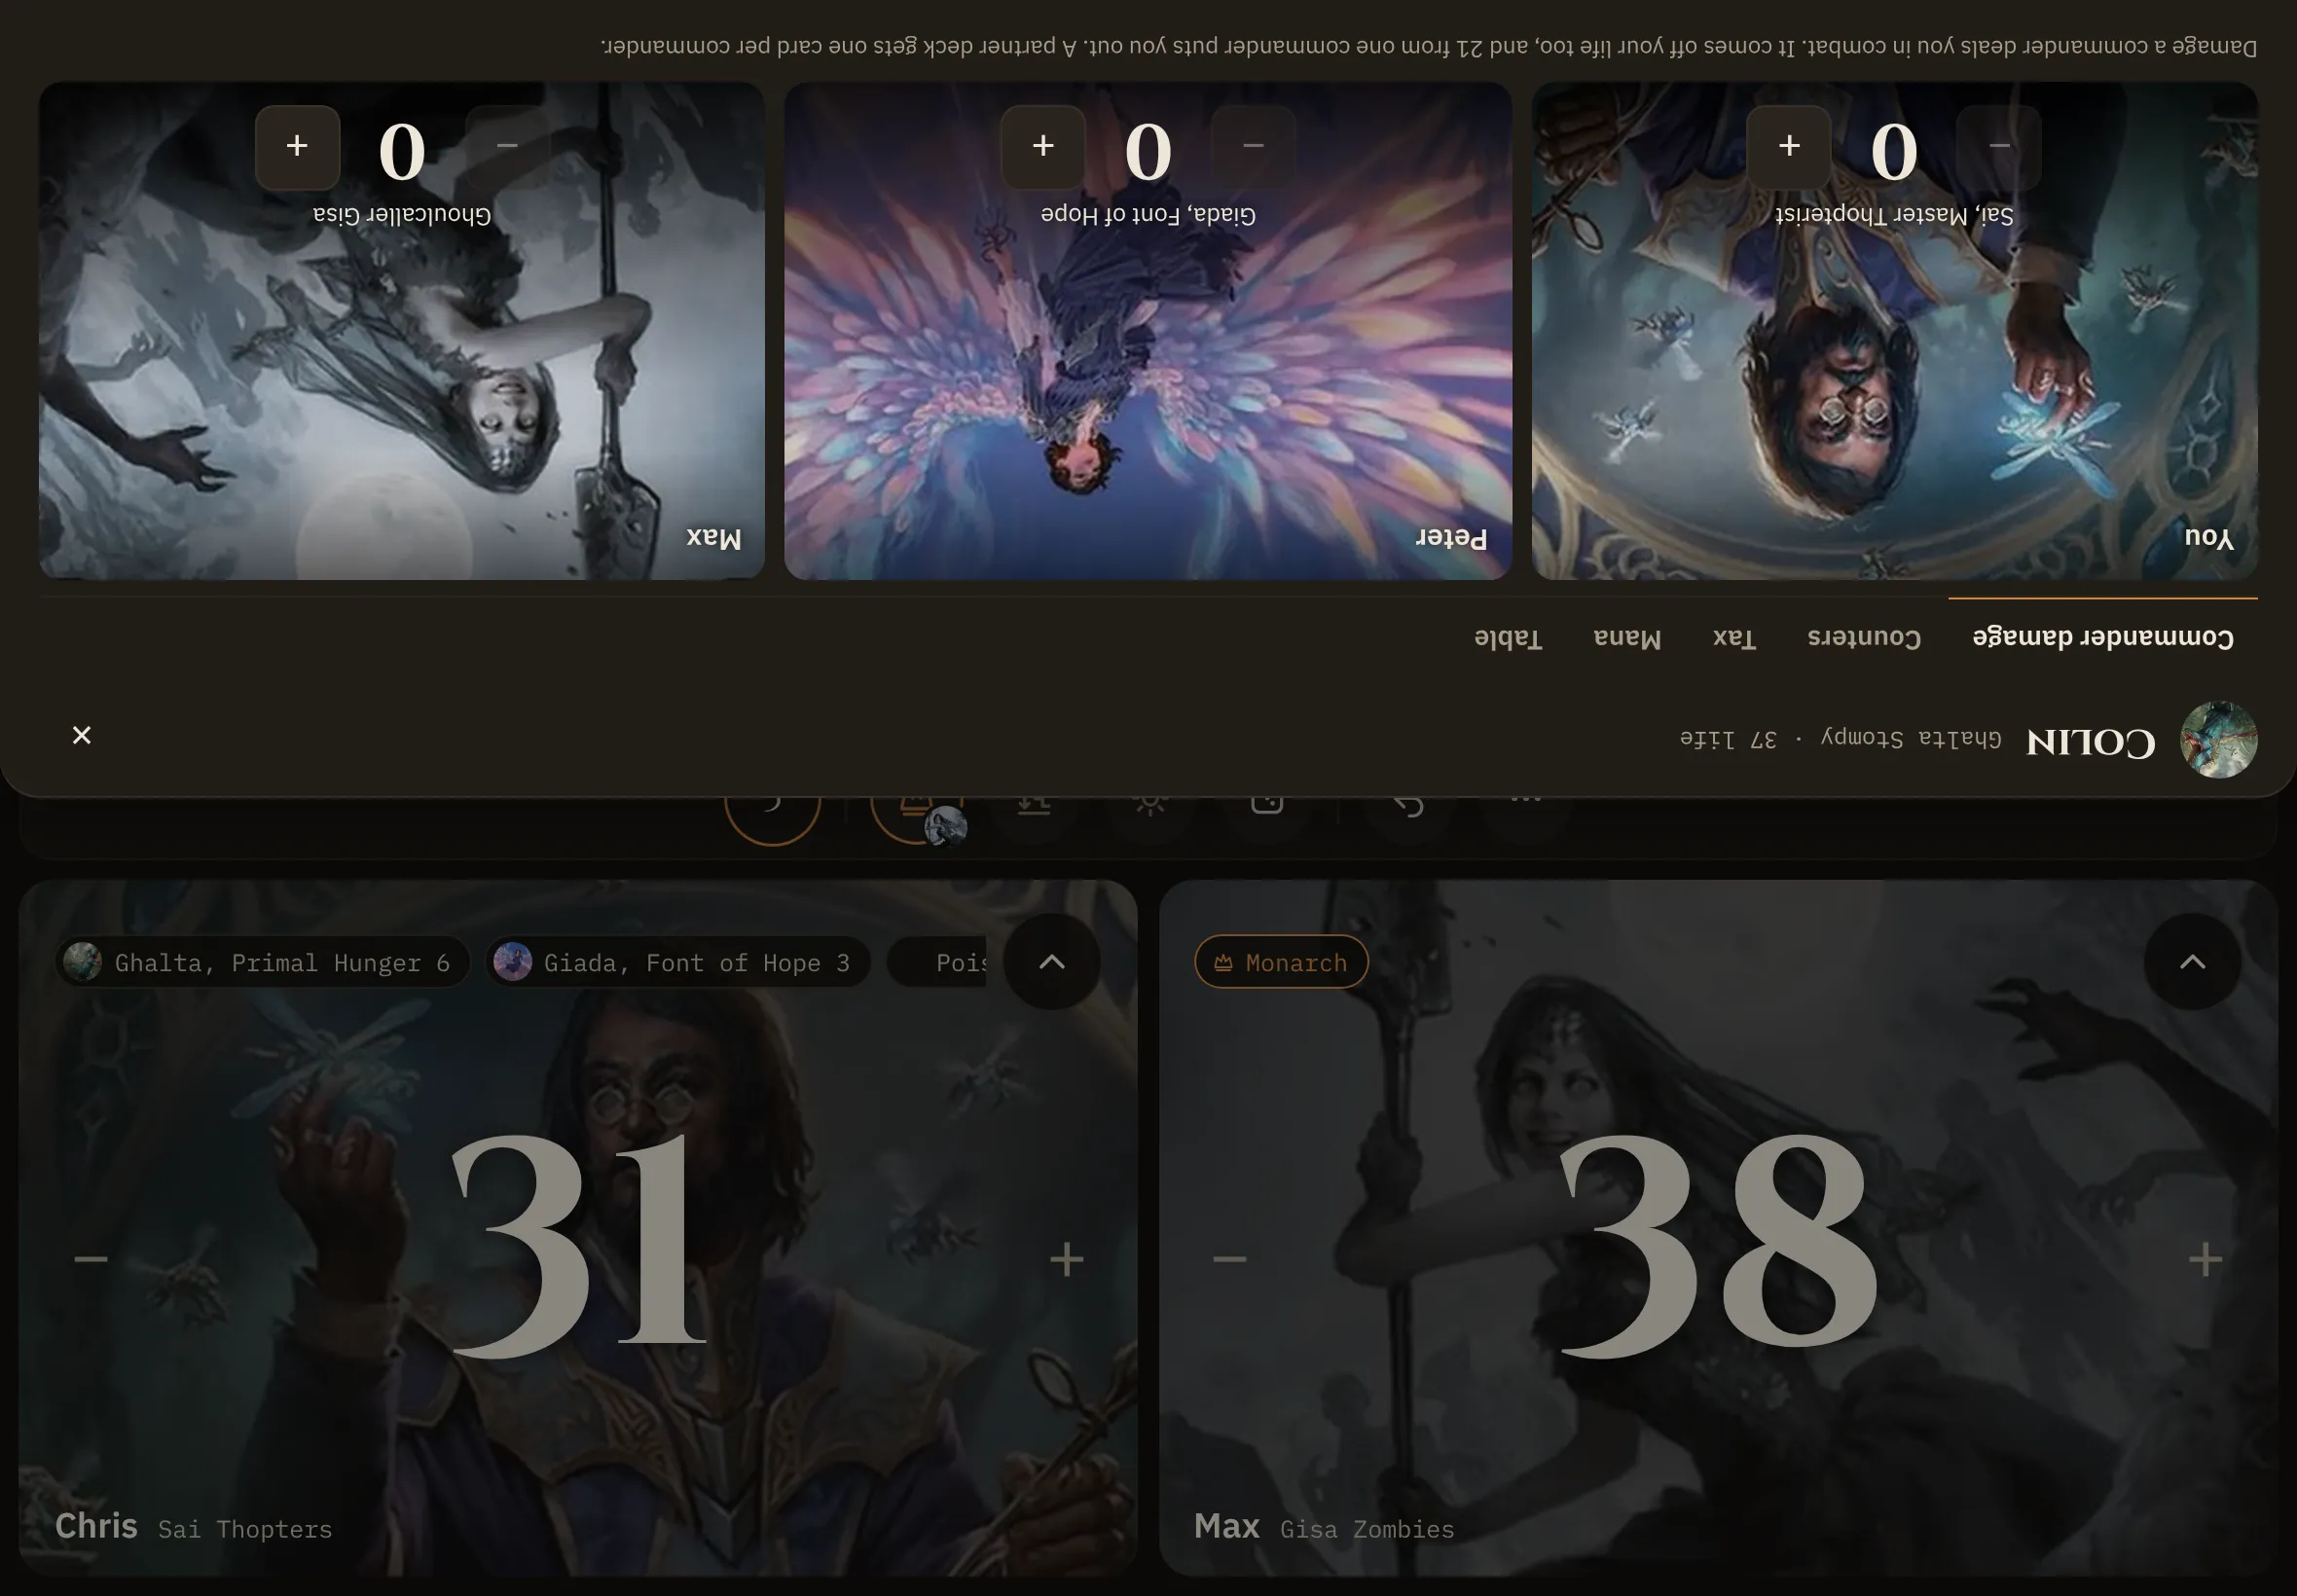 COLIN Ghalta Stompy · 37 life
×
Commander damage Counters Tax Mana Table
You
Sai, Master Thopterist
− 0 +
Peter
Giada, Font of Hope
− 0 +
Max
Ghoulcaller Gisa
− 0 +
Damage a commander deals you in combat. It comes off your life too, and 21 from one commander puts you out. A partner deck gets one card per commander.
Ghalta, Primal Hunger 6
Giada, Font of Hope 3
Pois
− 31 +
Chris Sai Thopters
Monarch
− 38 +
Max Gisa Zombies